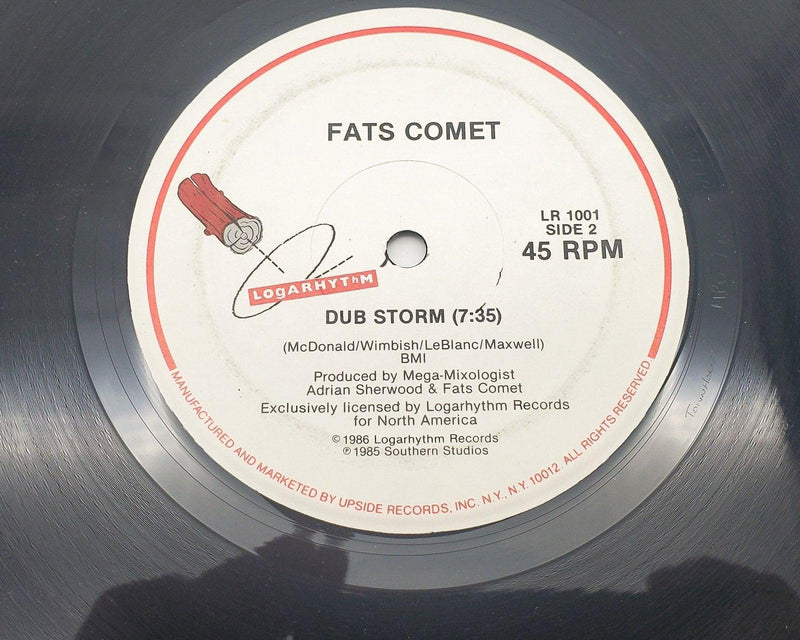 FATS COMET
LR 1001
SIDE 2
45 RPM
LOgARHYThM
DUB STORM (7:35)
(McDonald/Wimbish/LeBlanc/Maxwell)
BMI
Produced by Mega-Mixologist
Adrian Sherwood & Fats Comet
Exclusively licensed by Logarhythm Records
for North America
© 1986 Logarhythm Records
℗ 1985 Southern Studios
MANUFACTURED AND MARKETED BY UPSIDE RECORDS, INC. N.Y., N.Y. 10012. ALL RIGHTS RESERVED.